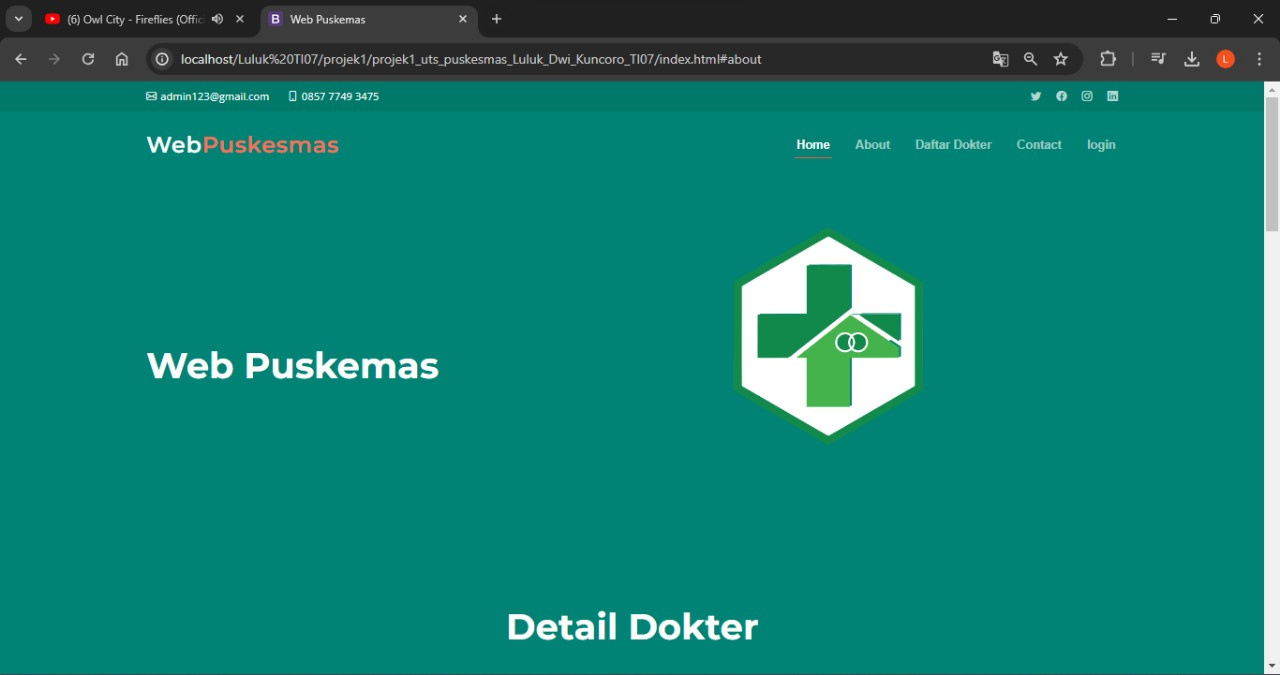 (6) Owl City - Fireflies (Offic
Web Puskemas
localhost/Luluk%20TI07/projek1/projek1_uts_puskesmas_Luluk_Dwi_Kuncoro_TI07/index.html#about
L
admin123@gmail.com 0857 7749 3475
WebPuskesmas
Home About Daftar Dokter Contact login
Web Puskemas
Detail Dokter